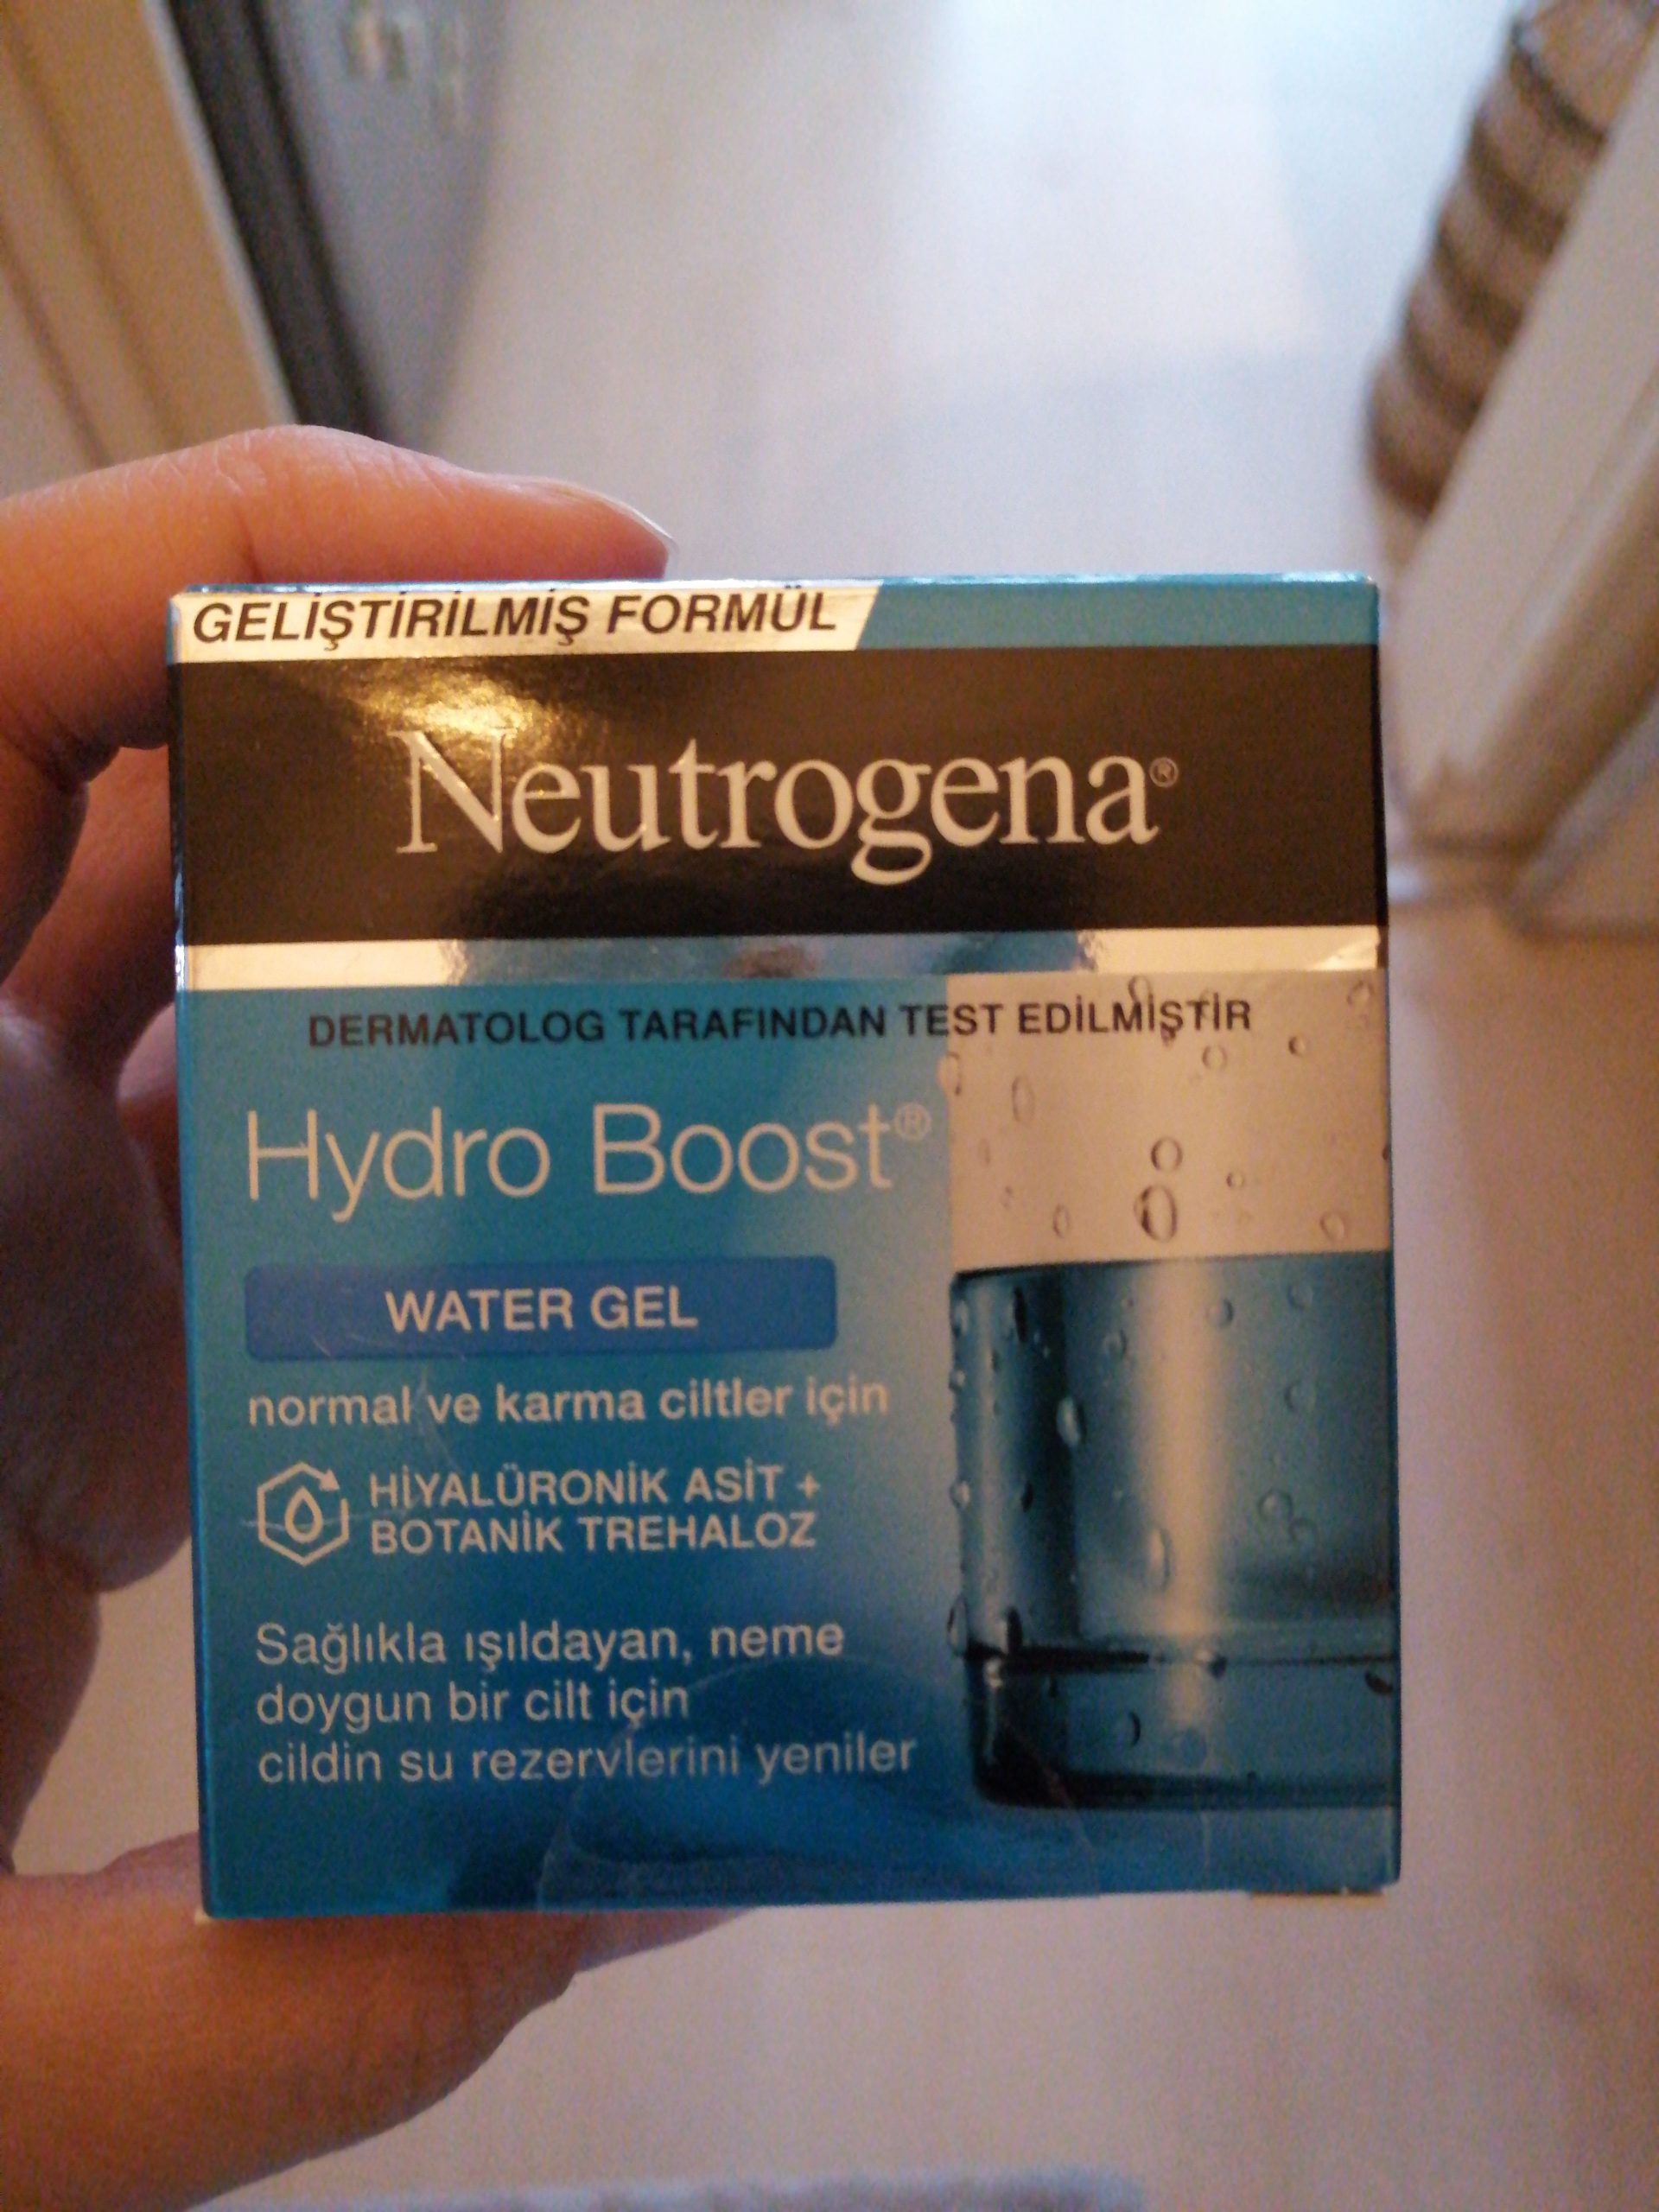 GELİŞTİRİLMİŞ FORMÜL
Neutrogena®
DERMATOLOG TARAFINDAN TEST EDİLMİŞTİR
Hydro Boost®
WATER GEL
normal ve karma ciltler için
HİYALÜRONİK ASİT +
BOTANİK TREHALOZ
Sağlıkla ışıldayan, neme
doygun bir cilt için
cildin su rezervlerini yeniler